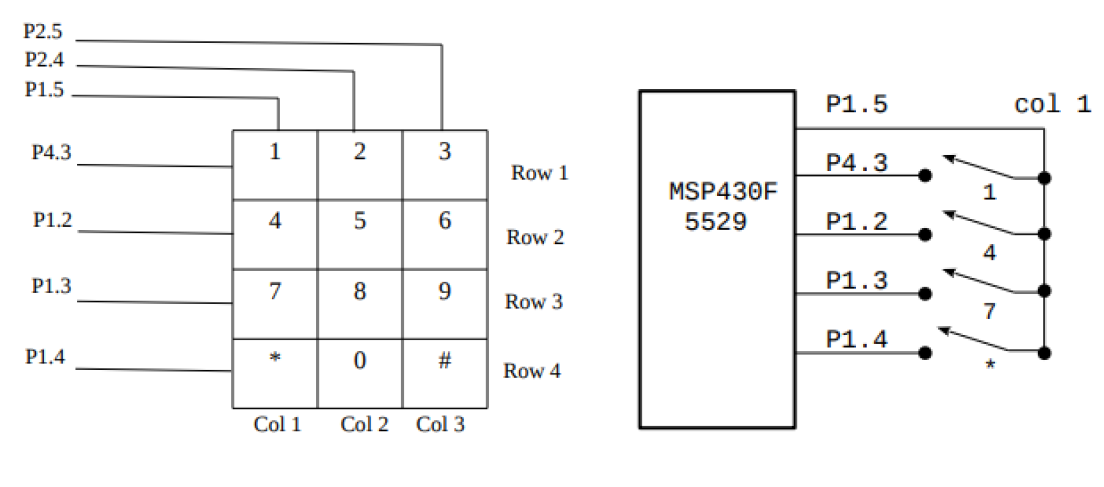 P2.5
P2.4
P1.5
P4.3
1 2 3
Row 1
P1.2
4 5 6
Row 2
P1.3
7 8 9
Row 3
P1.4
* 0 #
Row 4
Col 1 Col 2 Col 3
MSP430F
5529
P1.5
col 1
P4.3
1
P1.2
4
P1.3
7
P1.4
*